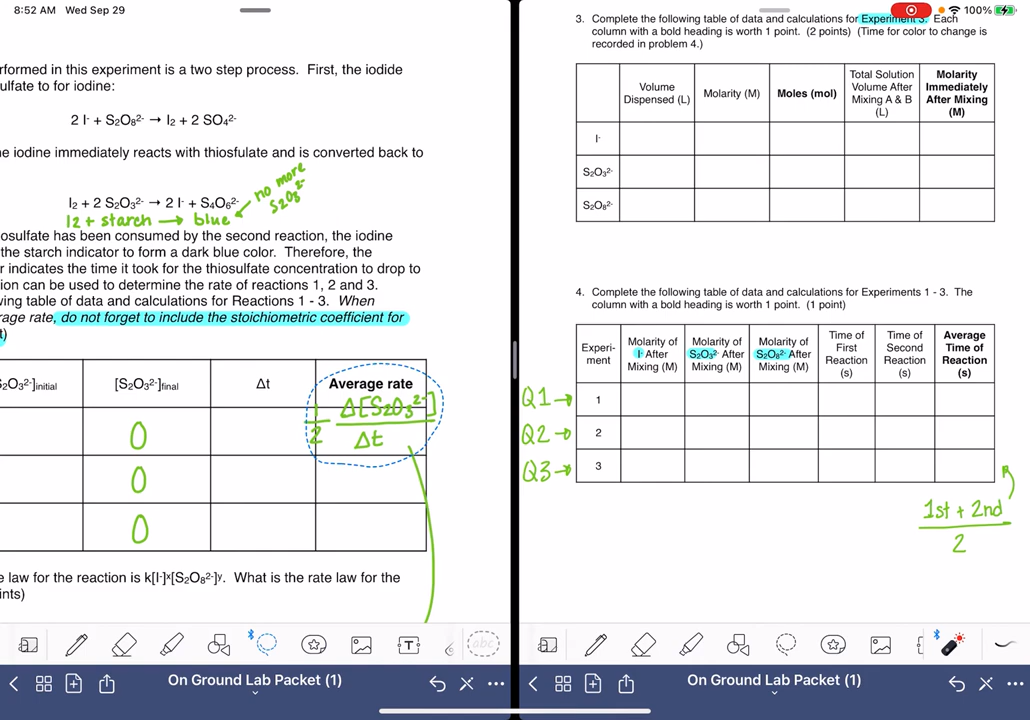 8:52 AM Wed Sep 29
100%
rformed in this experiment is a two step process. First, the iodide
ulfate to for iodine:
2 I- + S2O8²- → I2 + 2 SO4²-
e iodine immediately reacts with thiosfulate and is converted back to
I2 + 2 S2O3²- → 2 I- + S4O6²-
no more
S2O3²-
I2 + starch → blue
osulfate has been consumed by the second reaction, the iodine
the starch indicator to form a dark blue color. Therefore, the
r indicates the time it took for the thiosulfate concentration to drop to
ion can be used to determine the rate of reactions 1, 2 and 3.
wing table of data and calculations for Reactions 1 - 3. When
rage rate, do not forget to include the stoichiometric coefficient for
t)
S2O3²-]initial
[S2O3²-]final
Δt
Average rate
0
1/2 Δ[S2O3²-]/Δt
0
0
e law for the reaction is k[I-]ˣ[S2O8²-]y. What is the rate law for the
ints)
T
abc
On Ground Lab Packet (1)
3. Complete the following table of data and calculations for Experiment 3. Each
column with a bold heading is worth 1 point. (2 points) (Time for color to change is
recorded in problem 4.)
Volume
Dispensed (L)
Molarity (M)
Moles (mol)
Total Solution
Volume After
Mixing A & B
(L)
Molarity
Immediately
After Mixing
(M)
I-
S2O3²-
S2O8²-
4. Complete the following table of data and calculations for Experiments 1 - 3. The
column with a bold heading is worth 1 point. (1 point)
Experi-
ment
Molarity of
I- After
Mixing (M)
Molarity of
S2O3²- After
Mixing (M)
Molarity of
S2O8²- After
Mixing (M)
Time of
First
Reaction
(s)
Time of
Second
Reaction
(s)
Average
Time of
Reaction
(s)
Q1→ 1
Q2→ 2
Q3→ 3
1st + 2nd
2
On Ground Lab Packet (1)